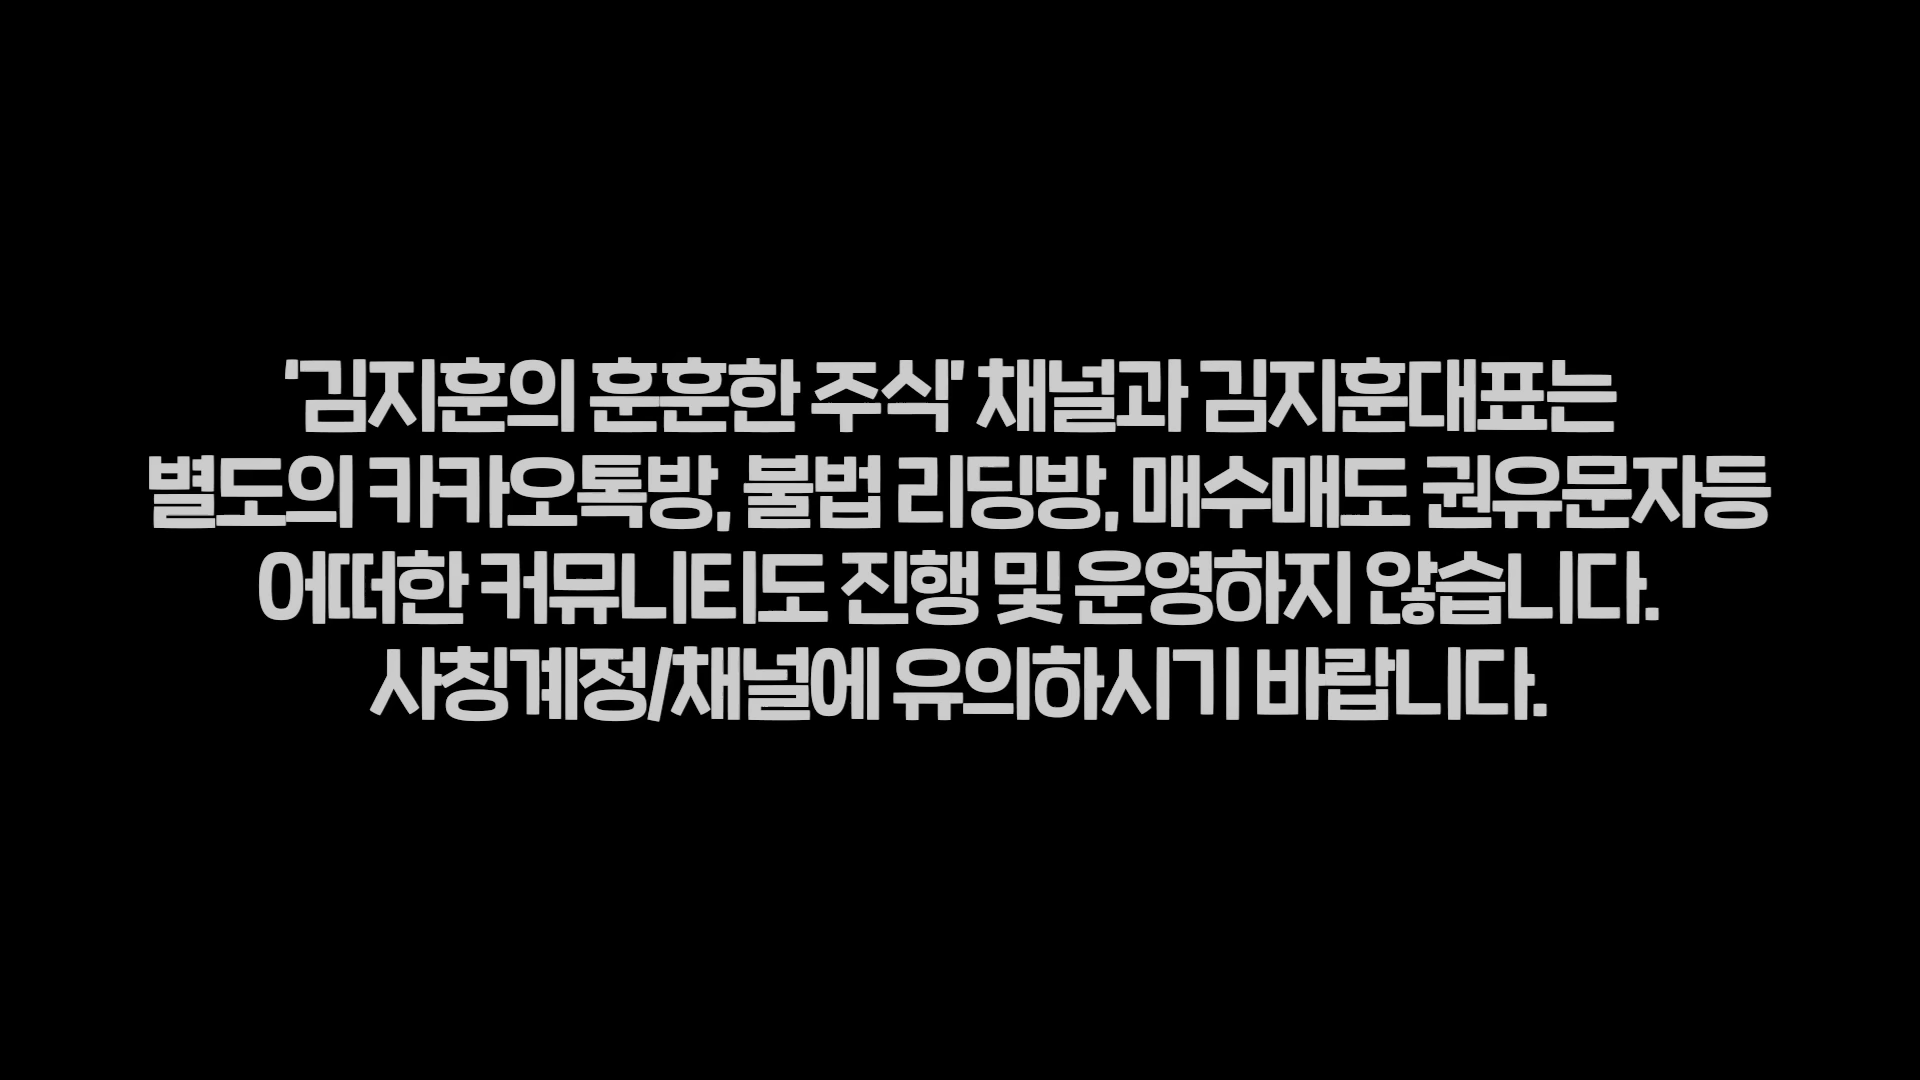 '김지훈의 훈훈한 주식' 채널과 김지훈대표는
별도의 카카오톡방, 불법 리딩방, 매수매도 권유문자등
어떠한 커뮤니티도 진행 및 운영하지 않습니다.
사칭계정/채널에 유의하시기 바랍니다.